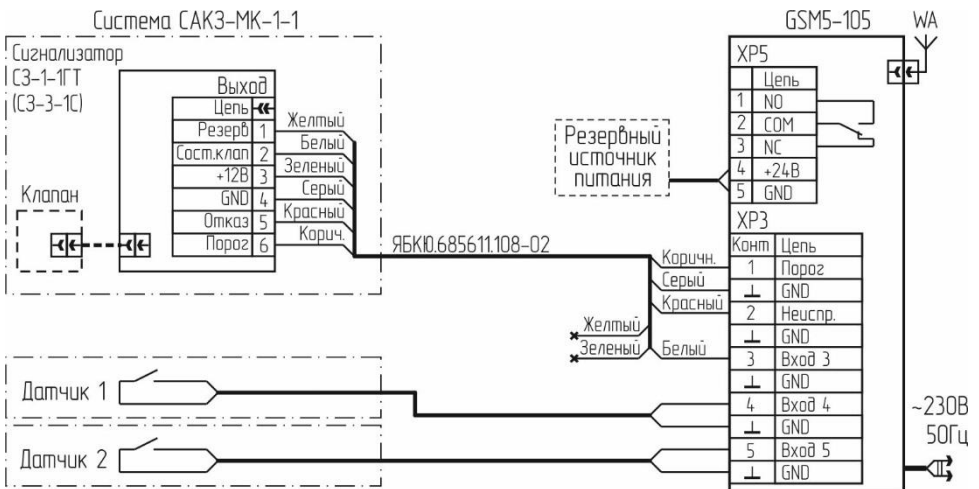 Система САКЗ-МК-1-1
GSM5-105
WA
Сигнализатор
СЗ-1-1ГТ
(СЗ-3-1С)
Выход
Цепь
Резерв 1 Желтый
Сост.клап 2 Белый
+12В 3 Зеленый
GND 4 Серый
Отказ 5 Красный
Порог 6 Корич.
Клапан
ЯБКЮ.685611.108-02
Резервный
источник
питания
XP5
Цепь
1 NO
2 COM
3 NC
4 +24В
5 GND
XP3
Конт Цепь
Коричн. 1 Порог
Серый ⊥ GND
Красный 2 Неиспр.
Желтый ⊥ GND
Зеленый Белый 3 Вход 3
⊥ GND
Датчик 1 4 Вход 4
⊥ GND
Датчик 2 5 Вход 5
⊥ GND
~230В
50Гц